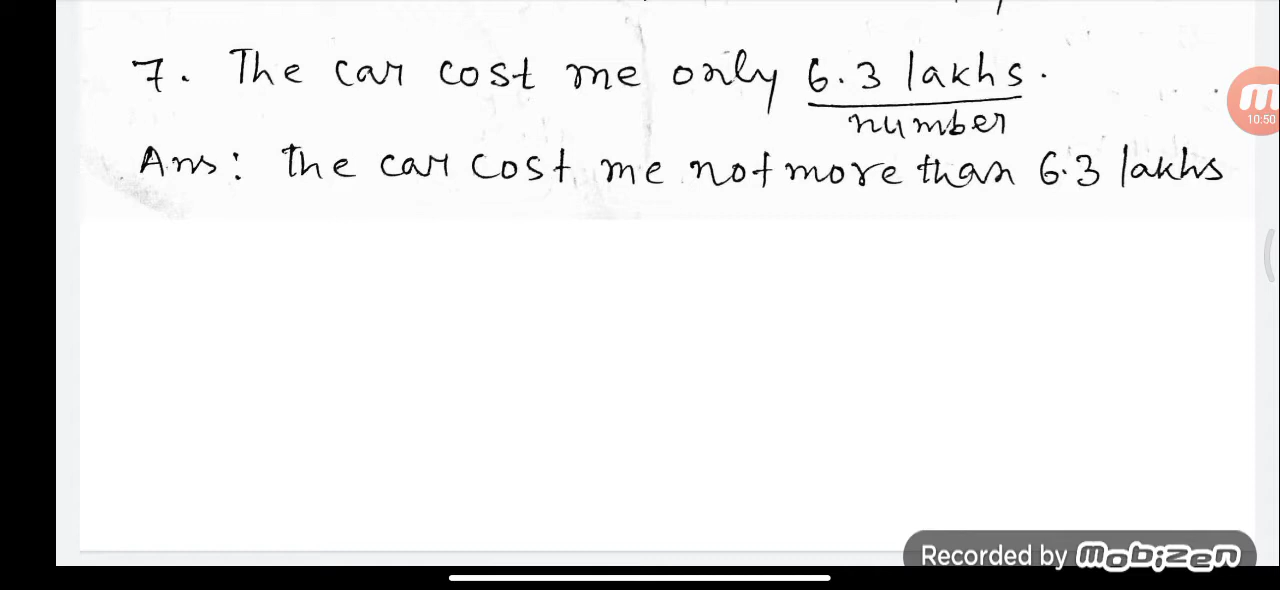 7. The car cost me only 6.3 lakhs.
number
Ans: the car cost me not more than 6.3 lakhs
10:50
Recorded by mobizen